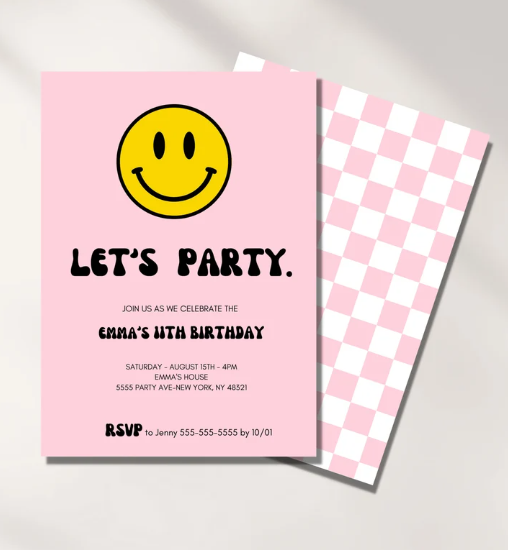 LET'S PARTY.
JOIN US AS WE CELEBRATE THE
EMMA'S 11TH BIRTHDAY
SATURDAY - AUGUST 15TH - 4PM
EMMA'S HOUSE
5555 PARTY AVE-NEW YORK, NY 48321
RSVP to Jenny 555-555-5555 by 10/01